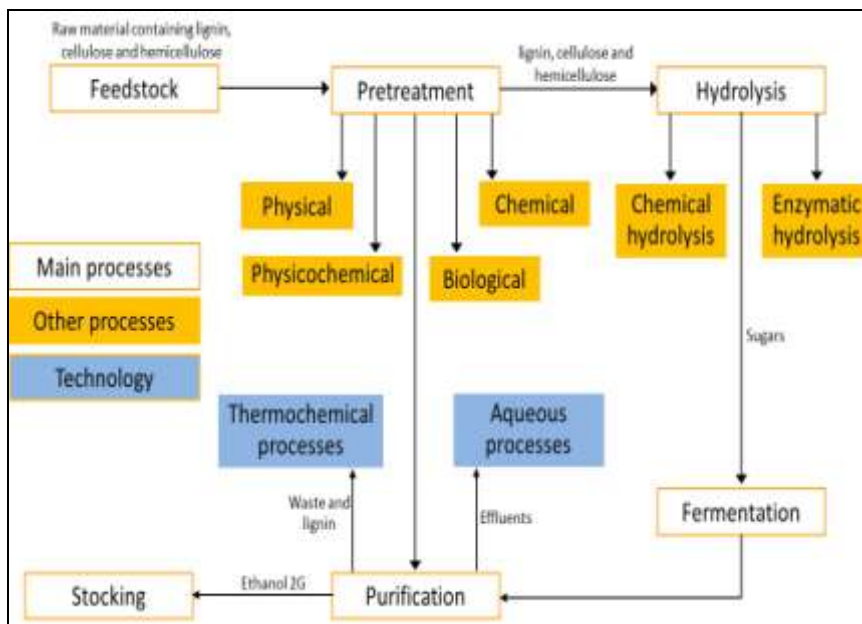 Raw material containing lignin,
cellulose and hemicellulose
Feedstock
Pretreatment
lignin, cellulose and
hemicellulose
Hydrolysis
Physical
Chemical
Physicochemical
Biological
Chemical
hydrolysis
Enzymatic
hydrolysis
Main processes
Other processes
Technology
Sugars
Thermochemical
processes
Aqueous
processes
Waste and
lignin
Effluents
Fermentation
Stocking
Ethanol 2G
Purification